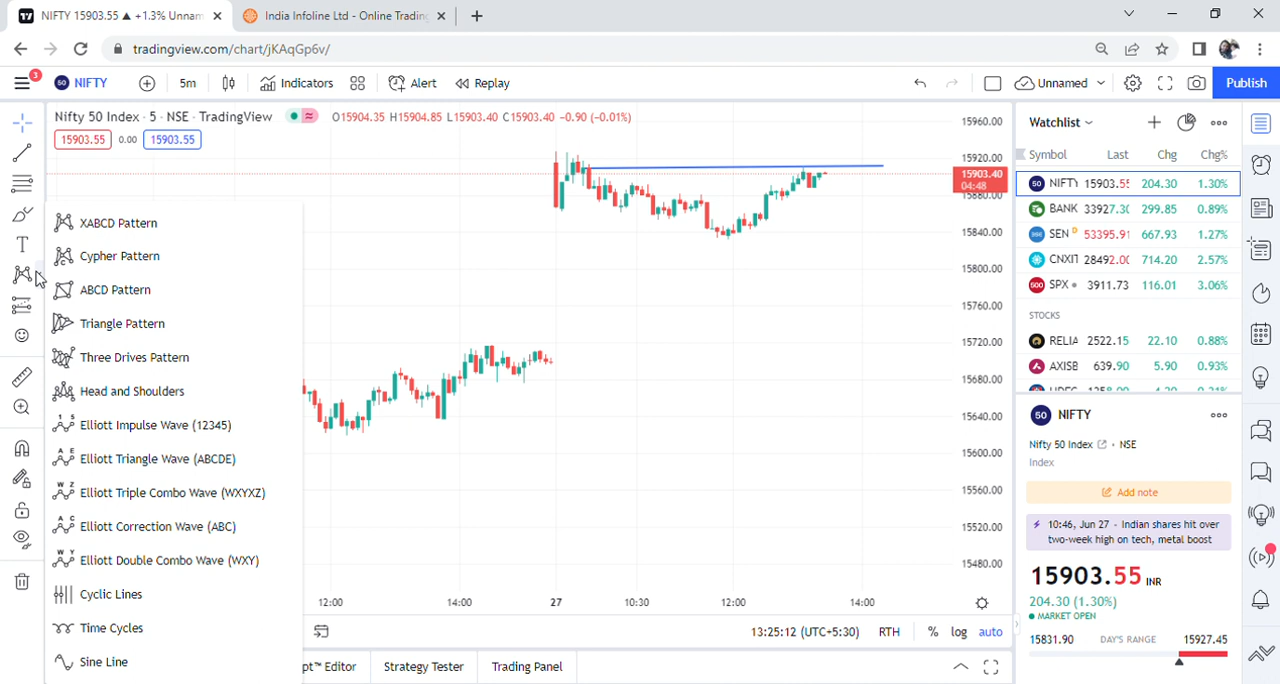 NIFTY 15903.55 ▲ +1.3% Unnam
India Infoline Ltd - Online Trading
tradingview.com/chart/jKAqGp6v/
3
50 NIFTY 5m Indicators Alert Replay Unnamed Publish
Nifty 50 Index · 5 · NSE · TradingView O15904.35 H15904.85 L15903.40 C15903.40 -0.90 (-0.01%)
15903.55 0.00 15903.55
XABCD Pattern
Cypher Pattern
ABCD Pattern
Triangle Pattern
Three Drives Pattern
Head and Shoulders
Elliott Impulse Wave (12345)
Elliott Triangle Wave (ABCDE)
Elliott Triple Combo Wave (WXYXZ)
Elliott Correction Wave (ABC)
Elliott Double Combo Wave (WXY)
Cyclic Lines
Time Cycles
Sine Line
15960.00
15920.00
15903.40
04:48
15880.00
15840.00
15800.00
15760.00
15720.00
15680.00
15640.00
15600.00
15560.00
15520.00
15480.00
12:00 14:00 27 10:30 12:00 14:00
13:25:12 (UTC+5:30) RTH % log auto
pt™ Editor Strategy Tester Trading Panel
Watchlist
Symbol Last Chg Chg%
50 NIFTY 15903.55 204.30 1.30%
BANK 33927.30 299.85 0.89%
SEN D 53395.91 667.93 1.27%
CNXIT 28492.00 714.20 2.57%
500 SPX 3911.73 116.01 3.06%
STOCKS
RELIA 2522.15 22.10 0.88%
AXISB 639.90 5.90 0.93%
50 NIFTY
Nifty 50 Index · NSE
Index
Add note
10:46, Jun 27 - Indian shares hit over
two-week high on tech, metal boost
15903.55 INR
204.30 (1.30%)
MARKET OPEN
15831.90 DAY'S RANGE 15927.45